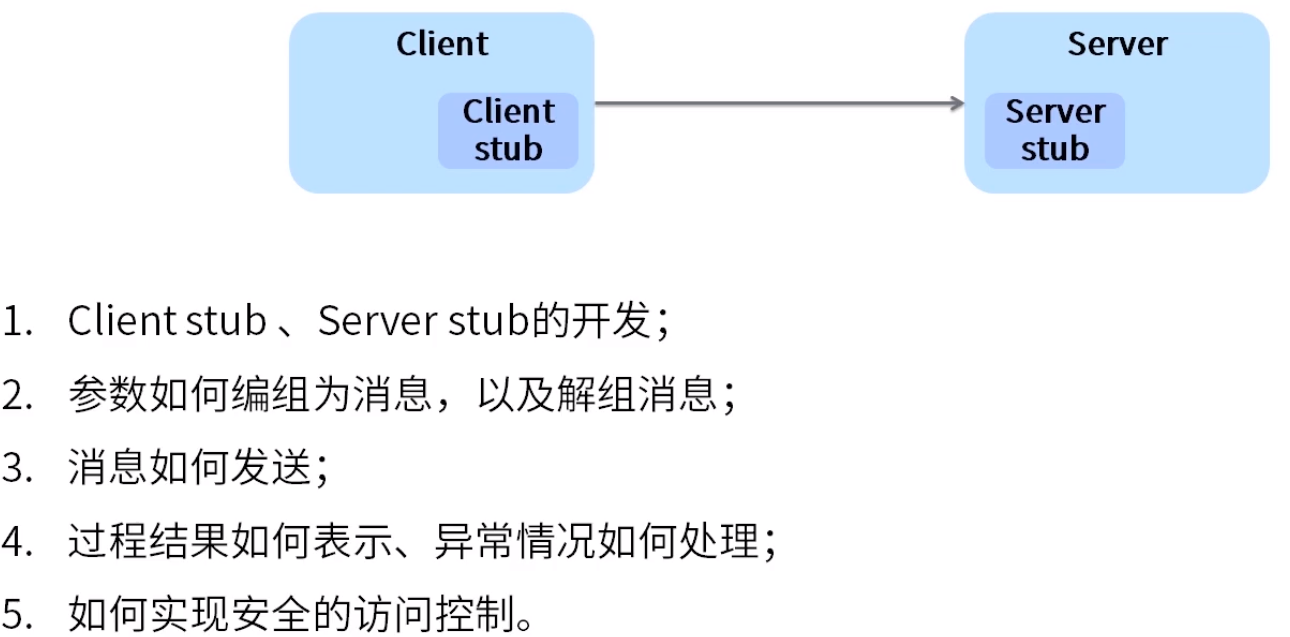 Client
Server
Client
stub
Server
stub
1. Client stub 、Server stub的开发；
2. 参数如何编组为消息，以及解组消息；
3. 消息如何发送；
4. 过程结果如何表示、异常情况如何处理；
5. 如何实现安全的访问控制。